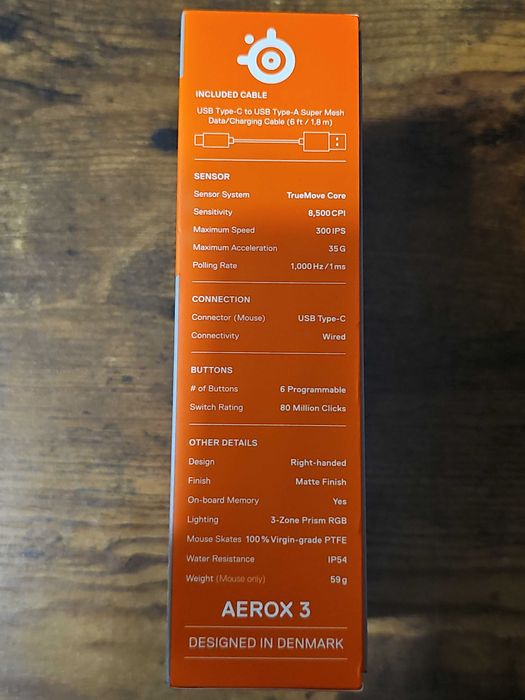 INCLUDED CABLE
USB Type-C to USB Type-A Super Mesh
Data/Charging Cable (6 ft / 1.8 m)
SENSOR
Sensor System TrueMove Core
Sensitivity 8,500 CPI
Maximum Speed 300 IPS
Maximum Acceleration 35 G
Polling Rate 1,000 Hz / 1 ms
CONNECTION
Connector (Mouse) USB Type-C
Connectivity Wired
BUTTONS
# of Buttons 6 Programmable
Switch Rating 80 Million Clicks
OTHER DETAILS
Design Right-handed
Finish Matte Finish
On-board Memory Yes
Lighting 3-Zone Prism RGB
Mouse Skates 100% Virgin-grade PTFE
Water Resistance IP54
Weight (Mouse only) 59 g
AEROX 3
DESIGNED IN DENMARK